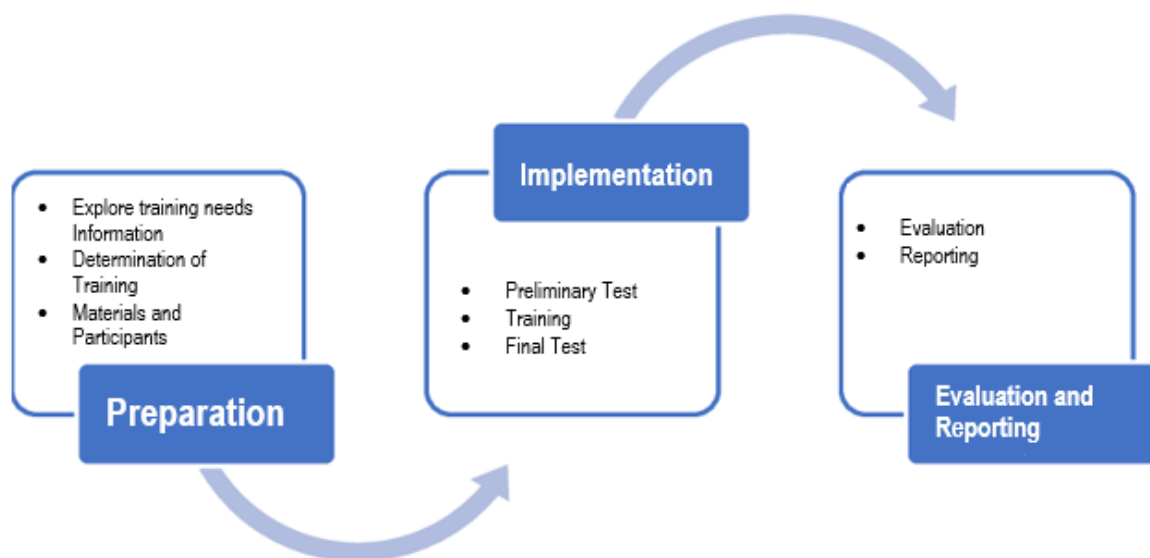 • Explore training needs
Information
• Determination of
Training
• Materials and
Participants
Preparation
Implementation
• Preliminary Test
• Training
• Final Test
• Evaluation
• Reporting
Evaluation and
Reporting